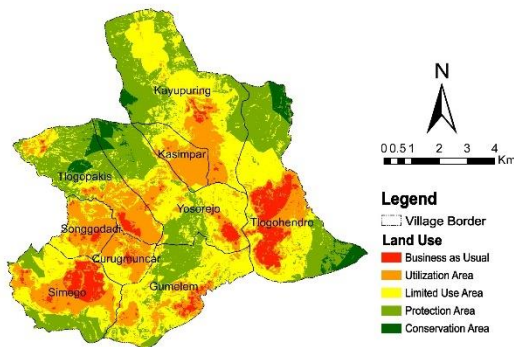 Kayupuring
Kasimpar
Tlogopakis
Yosorejo
Tlogohendro
Songgodadi
Curugmuncar
Simego
Gumelem
N
0 0.5 1 2 3 4
Km
Legend
Village Border
Land Use
Business as Usual
Utilization Area
Limited Use Area
Protection Area
Conservation Area